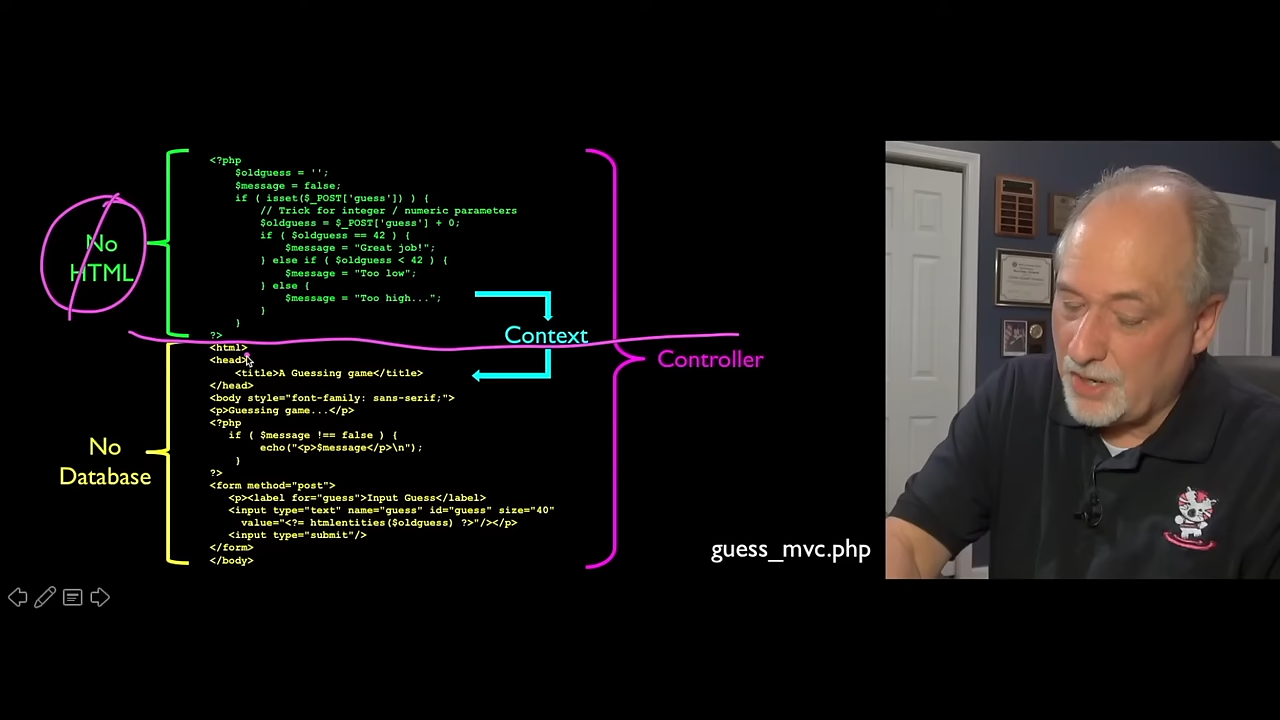 No
HTML
<?php
$oldguess = '';
$message = false;
if ( isset($_POST['guess']) ) {
// Trick for integer / numeric parameters
$oldguess = $_POST['guess'] + 0;
if ( $oldguess == 42 ) {
$message = "Great job!";
} else if ( $oldguess < 42 ) {
$message = "Too low";
} else {
$message = "Too high...";
}
}
?>
Context
Controller
No
Database
<html>
<head>
<title>A Guessing game</title>
</head>
<body style="font-family: sans-serif;">
<p>Guessing game...</p>
<?php
if ( $message !== false ) {
echo("<p>$message</p>\n");
}
?>
<form method="post">
<p><label for="guess">Input Guess</label>
<input type="text" name="guess" id="guess" size="40"
value="<?= htmlentities($oldguess) ?>"/></p>
<input type="submit"/>
</form>
</body>
guess_mvc.php